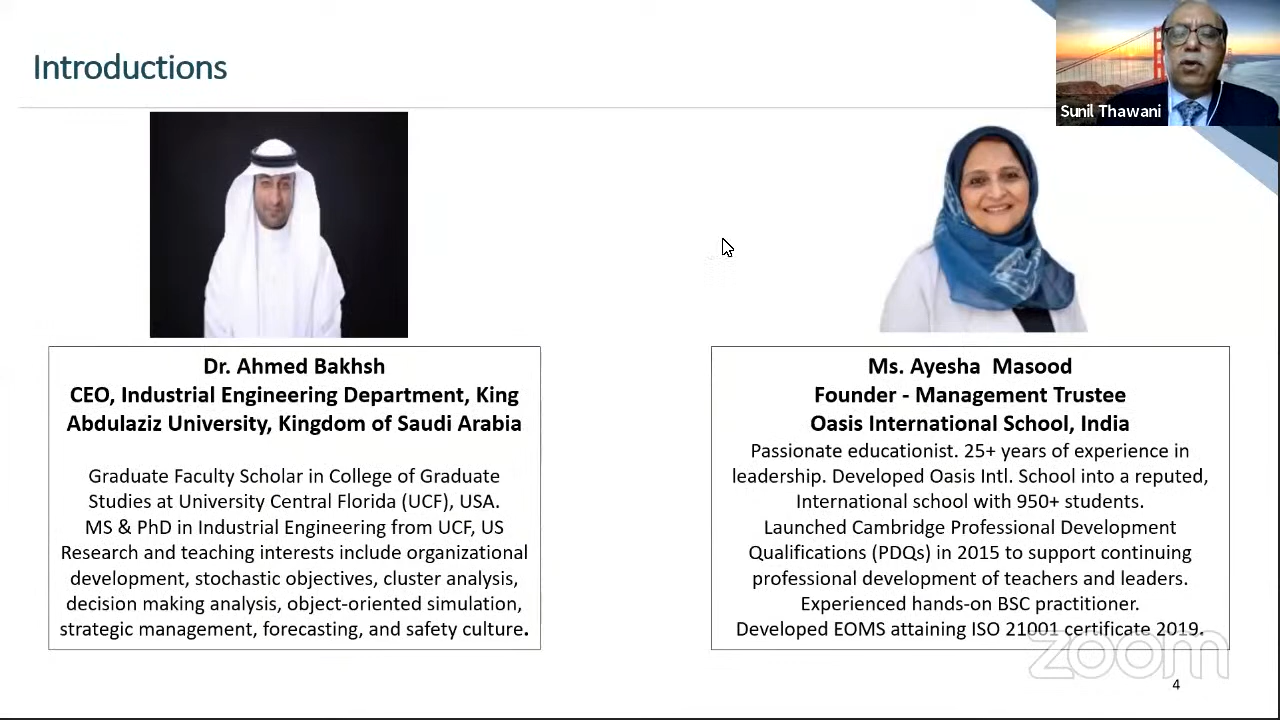 Introductions
Sunil Thawani
Dr. Ahmed Bakhsh
CEO, Industrial Engineering Department, King
Abdulaziz University, Kingdom of Saudi Arabia
Graduate Faculty Scholar in College of Graduate
Studies at University Central Florida (UCF), USA.
MS & PhD in Industrial Engineering from UCF, US
Research and teaching interests include organizational
development, stochastic objectives, cluster analysis,
decision making analysis, object-oriented simulation,
strategic management, forecasting, and safety culture.
Ms. Ayesha Masood
Founder - Management Trustee
Oasis International School, India
Passionate educationist. 25+ years of experience in
leadership. Developed Oasis Intl. School into a reputed,
International school with 950+ students.
Launched Cambridge Professional Development
Qualifications (PDQs) in 2015 to support continuing
professional development of teachers and leaders.
Experienced hands-on BSC practitioner.
Developed EOMS attaining ISO 21001 certificate 2019.
zoom
4